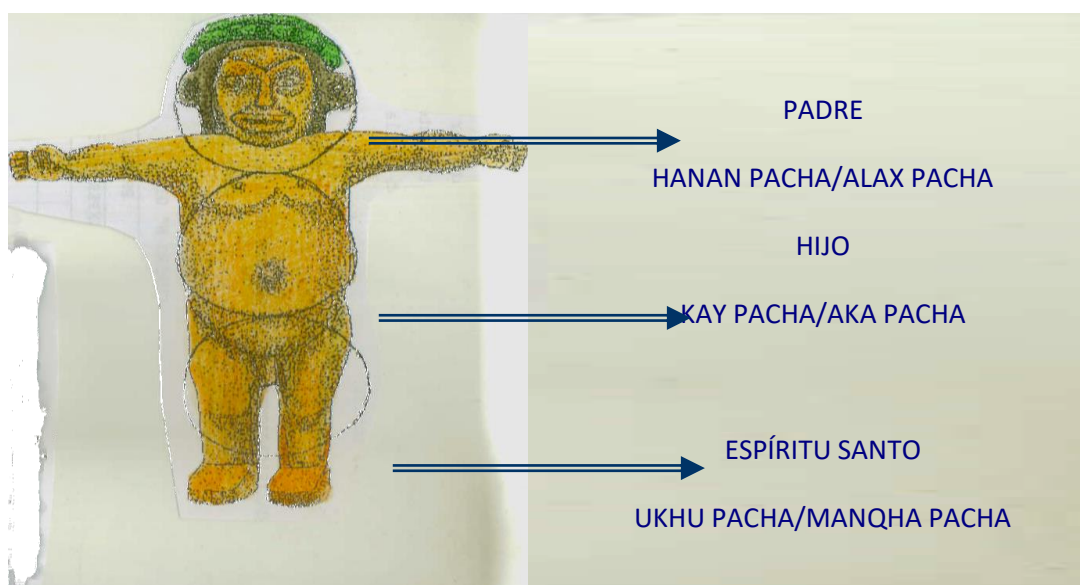 PADRE
HANAN PACHA/ALAX PACHA
HIJO
KAY PACHA/AKA PACHA
ESPÍRITU SANTO
UKHU PACHA/MANQHA PACHA